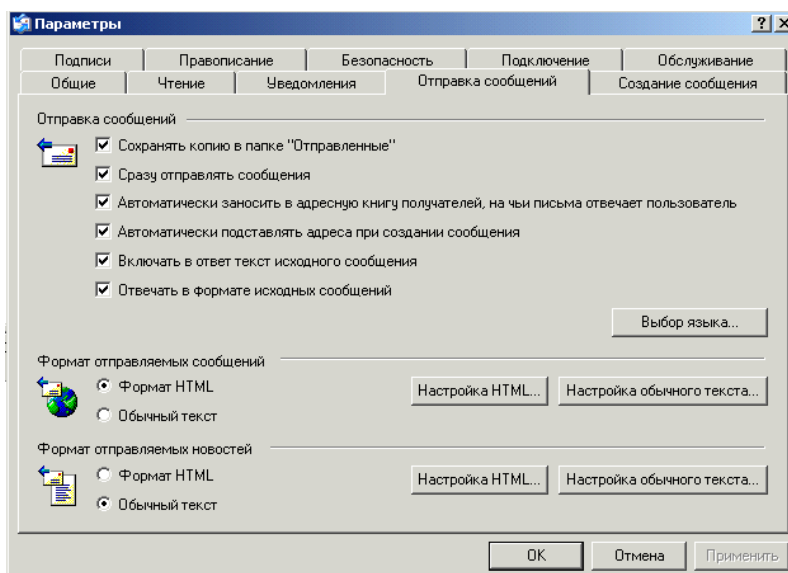 Параметры
Подписи Правописание Безопасность Подключение Обслуживание
Общие Чтение Уведомления Отправка сообщений Создание сообщения
Отправка сообщений
Сохранять копию в папке "Отправленные"
Сразу отправлять сообщения
Автоматически заносить в адресную книгу получателей, на чьи письма отвечает пользователь
Автоматически подставлять адреса при создании сообщения
Включать в ответ текст исходного сообщения
Отвечать в формате исходных сообщений
Выбор языка...
Формат отправляемых сообщений
Формат HTML Настройка HTML... Настройка обычного текста...
Обычный текст
Формат отправляемых новостей
Формат HTML Настройка HTML... Настройка обычного текста...
Обычный текст
OK Отмена Применить